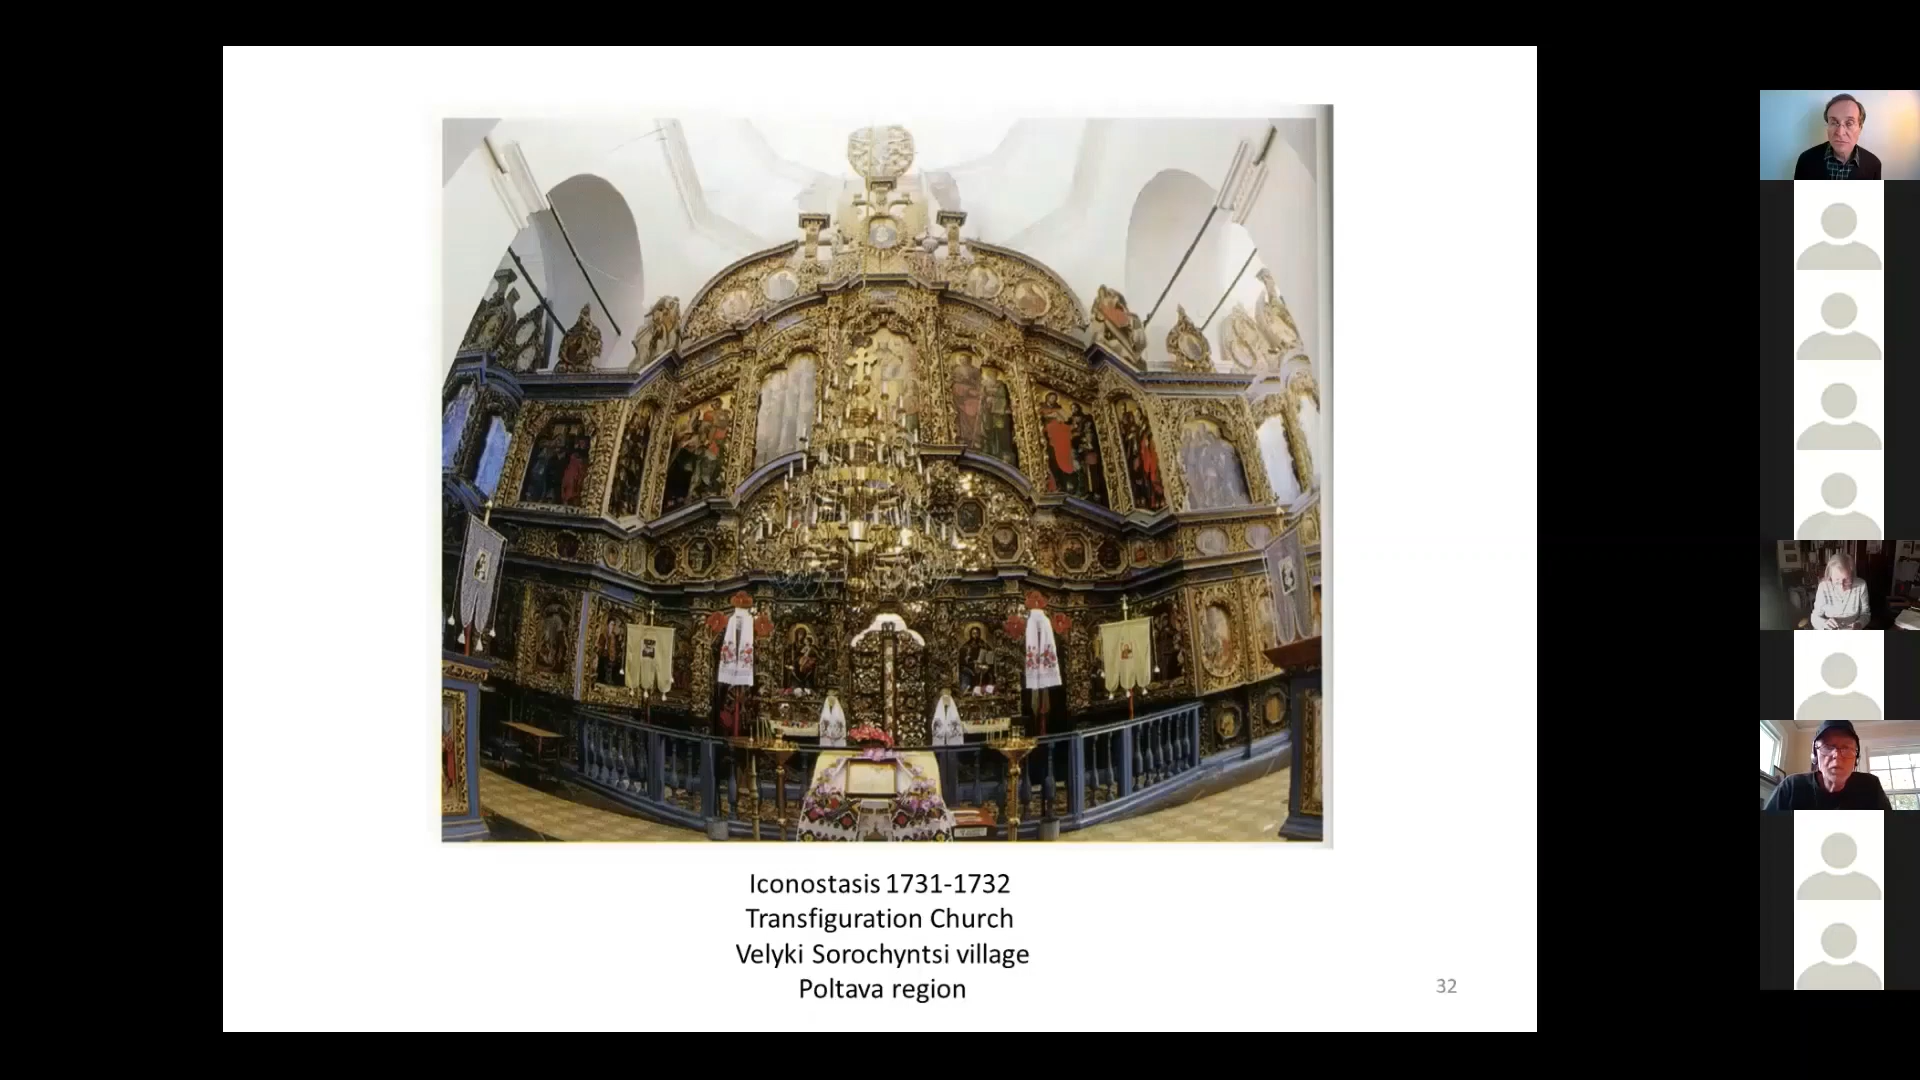 Iconostasis 1731-1732
Transfiguration Church
Velyki Sorochyntsi village
Poltava region
32